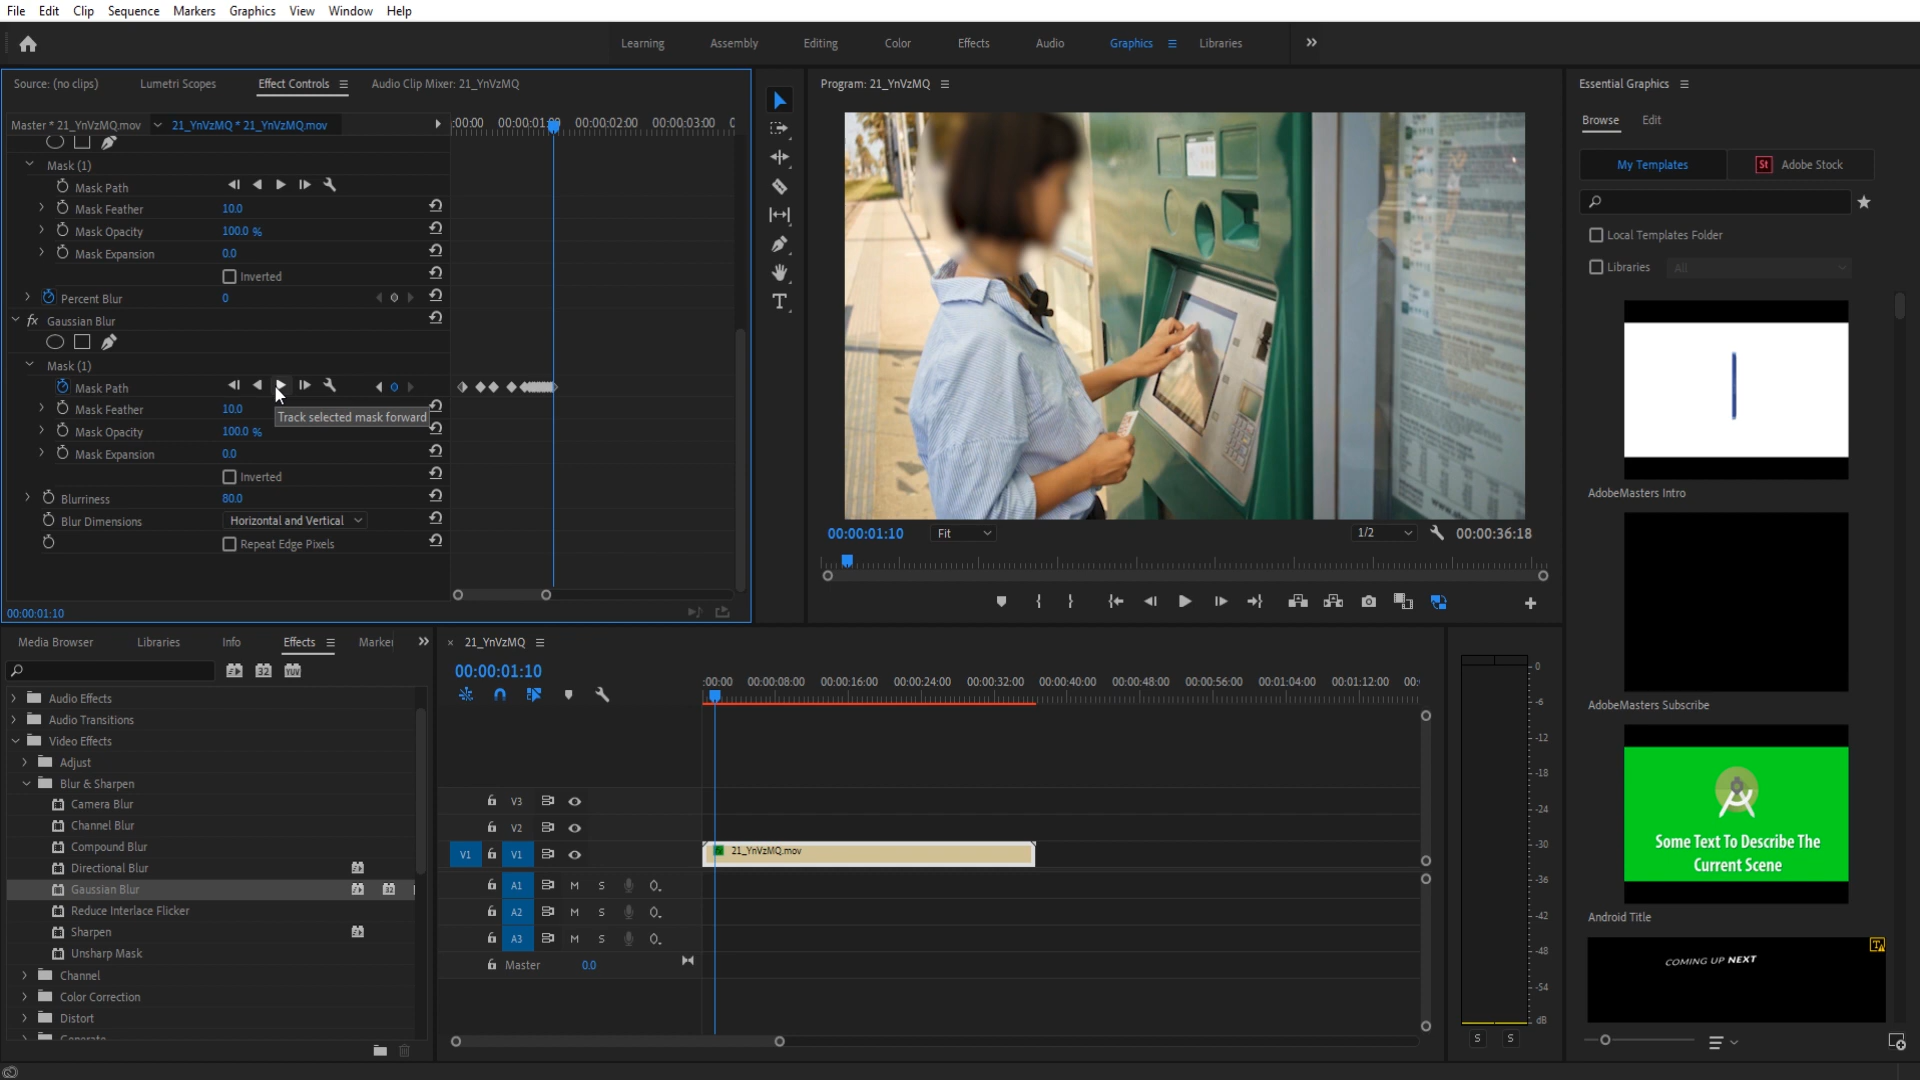 File Edit Clip Sequence Markers Graphics View Window Help
Learning Assembly Editing Color Effects Audio Graphics Libraries
Source: (no clips) Lumetri Scopes Effect Controls Audio Clip Mixer: 21_YnVzMQ
Master * 21_YnVzMQ.mov 21_YnVzMQ * 21_YnVzMQ.mov
:00:00 00:00:01:00 00:00:02:00 00:00:03:00
Mask (1)
Mask Path
Mask Feather 10.0
Mask Opacity 100.0 %
Mask Expansion 0.0
Inverted
Percent Blur 0
fx Gaussian Blur
Mask (1)
Mask Path
Mask Feather 10.0
Track selected mask forward
Mask Opacity 100.0 %
Mask Expansion 0.0
Inverted
Blurriness 80.0
Blur Dimensions Horizontal and Vertical
Repeat Edge Pixels
00:00:01:10
Program: 21_YnVzMQ
00:00:01:10 Fit 1/2 00:00:36:18
Essential Graphics
Browse Edit
My Templates St Adobe Stock
Local Templates Folder
Libraries All
AdobeMasters Intro
AdobeMasters Subscribe
Some Text To Describe The
Current Scene
Android Title
COMING UP NEXT
Media Browser Libraries Info Effects Marker
32 YUV
Audio Effects
Audio Transitions
Video Effects
Adjust
Blur & Sharpen
Camera Blur
Channel Blur
Compound Blur
Directional Blur
Gaussian Blur
Reduce Interlace Flicker
Sharpen
Unsharp Mask
Channel
Color Correction
Distort
Generate
× 21_YnVzMQ
00:00:01:10
:00:00 00:00:08:00 00:00:16:00 00:00:24:00 00:00:32:00 00:00:40:00 00:00:48:00 00:00:56:00 00:01:04:00 00:01:12:00 00:
V3
V2
V1 V1 21_YnVzMQ.mov
A1 M S
A2 M S
A3 M S
Master 0.0
0
-6
-12
-18
-24
-30
-36
-42
-48
-54
dB
S S